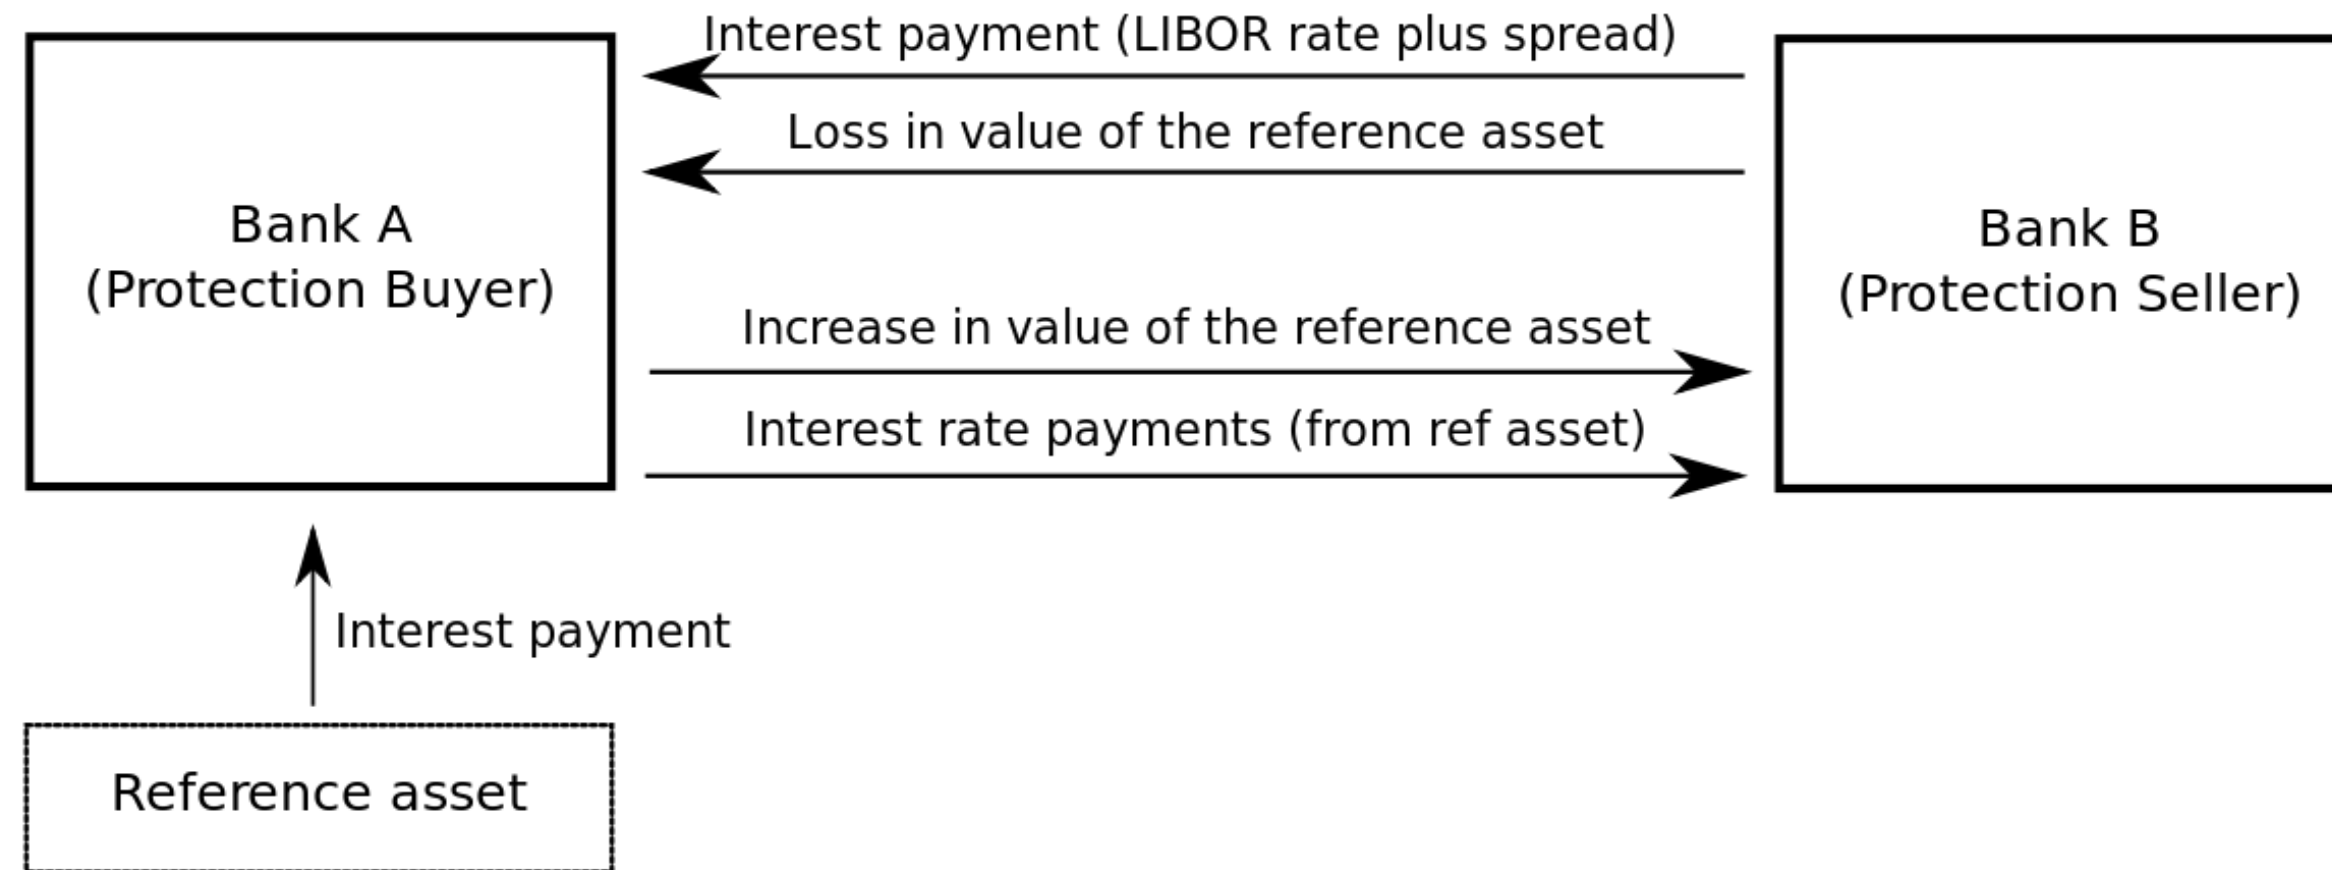 Interest payment (LIBOR rate plus spread)
Loss in value of the reference asset
Bank A
(Protection Buyer)
Bank B
(Protection Seller)
Increase in value of the reference asset
Interest rate payments (from ref asset)
Interest payment
Reference asset